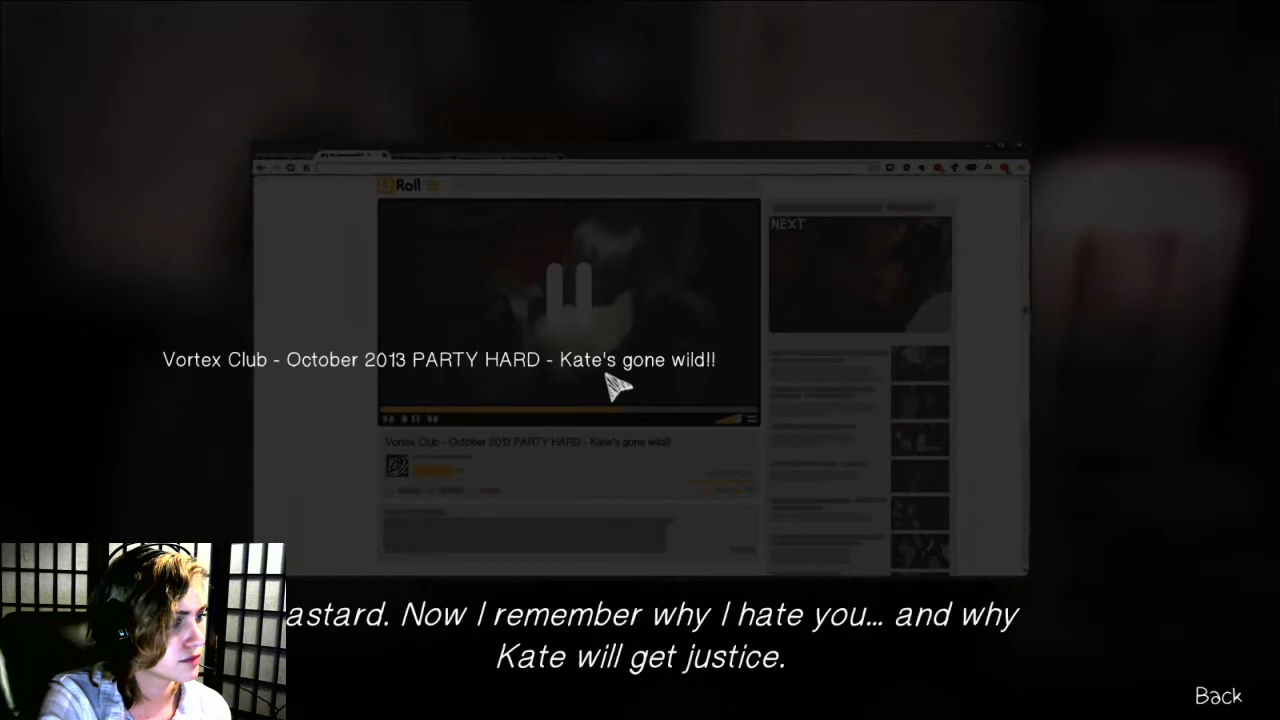 Roll
NEXT
Vortex Club - October 2013 PARTY HARD - Kate's gone wild!!
Vortex Club - October 2013 PARTY HARD - Kate's gone wild!!
astard. Now I remember why I hate you... and why
Kate will get justice.
Back